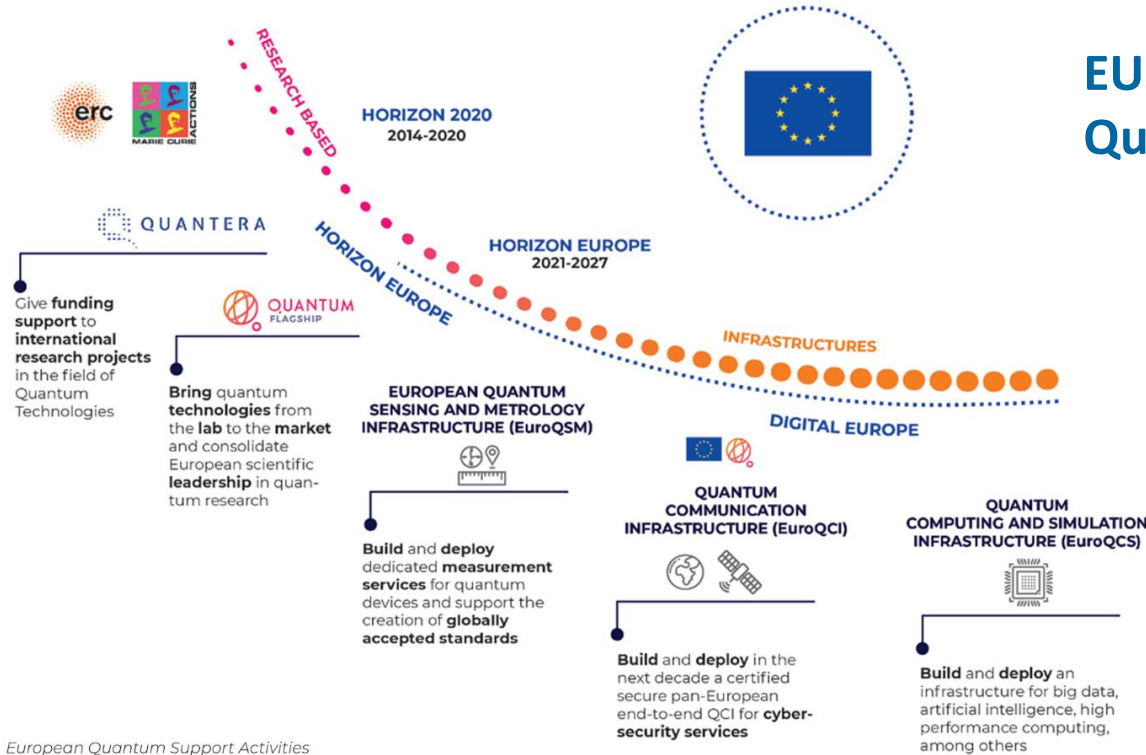 EU
Qu
erc
MARIE CURIE
ACTIONS
RESEARCH BASED
HORIZON 2020
2014-2020
QUANTERA
Give funding
support to
international
research projects
in the field of
Quantum
Technologies
HORIZON EUROPE
HORIZON EUROPE
2021-2027
QUANTUM
FLAGSHIP
Bring quantum
technologies from
the lab to the market
and consolidate
European scientific
leadership in quan-
tum research
INFRASTRUCTURES
DIGITAL EUROPE
EUROPEAN QUANTUM
SENSING AND METROLOGY
INFRASTRUCTURE (EuroQSM)
Build and deploy
dedicated measurement
services for quantum
devices and support the
creation of globally
accepted standards
QUANTUM
COMMUNICATION
INFRASTRUCTURE (EuroQCI)
Build and deploy in the
next decade a certified
secure pan-European
end-to-end QCI for cyber-
security services
QUANTUM
COMPUTING AND SIMULATION
INFRASTRUCTURE (EuroQCS)
Build and deploy an
infrastructure for big data,
artificial intelligence, high
performance computing,
among others
European Quantum Support Activities